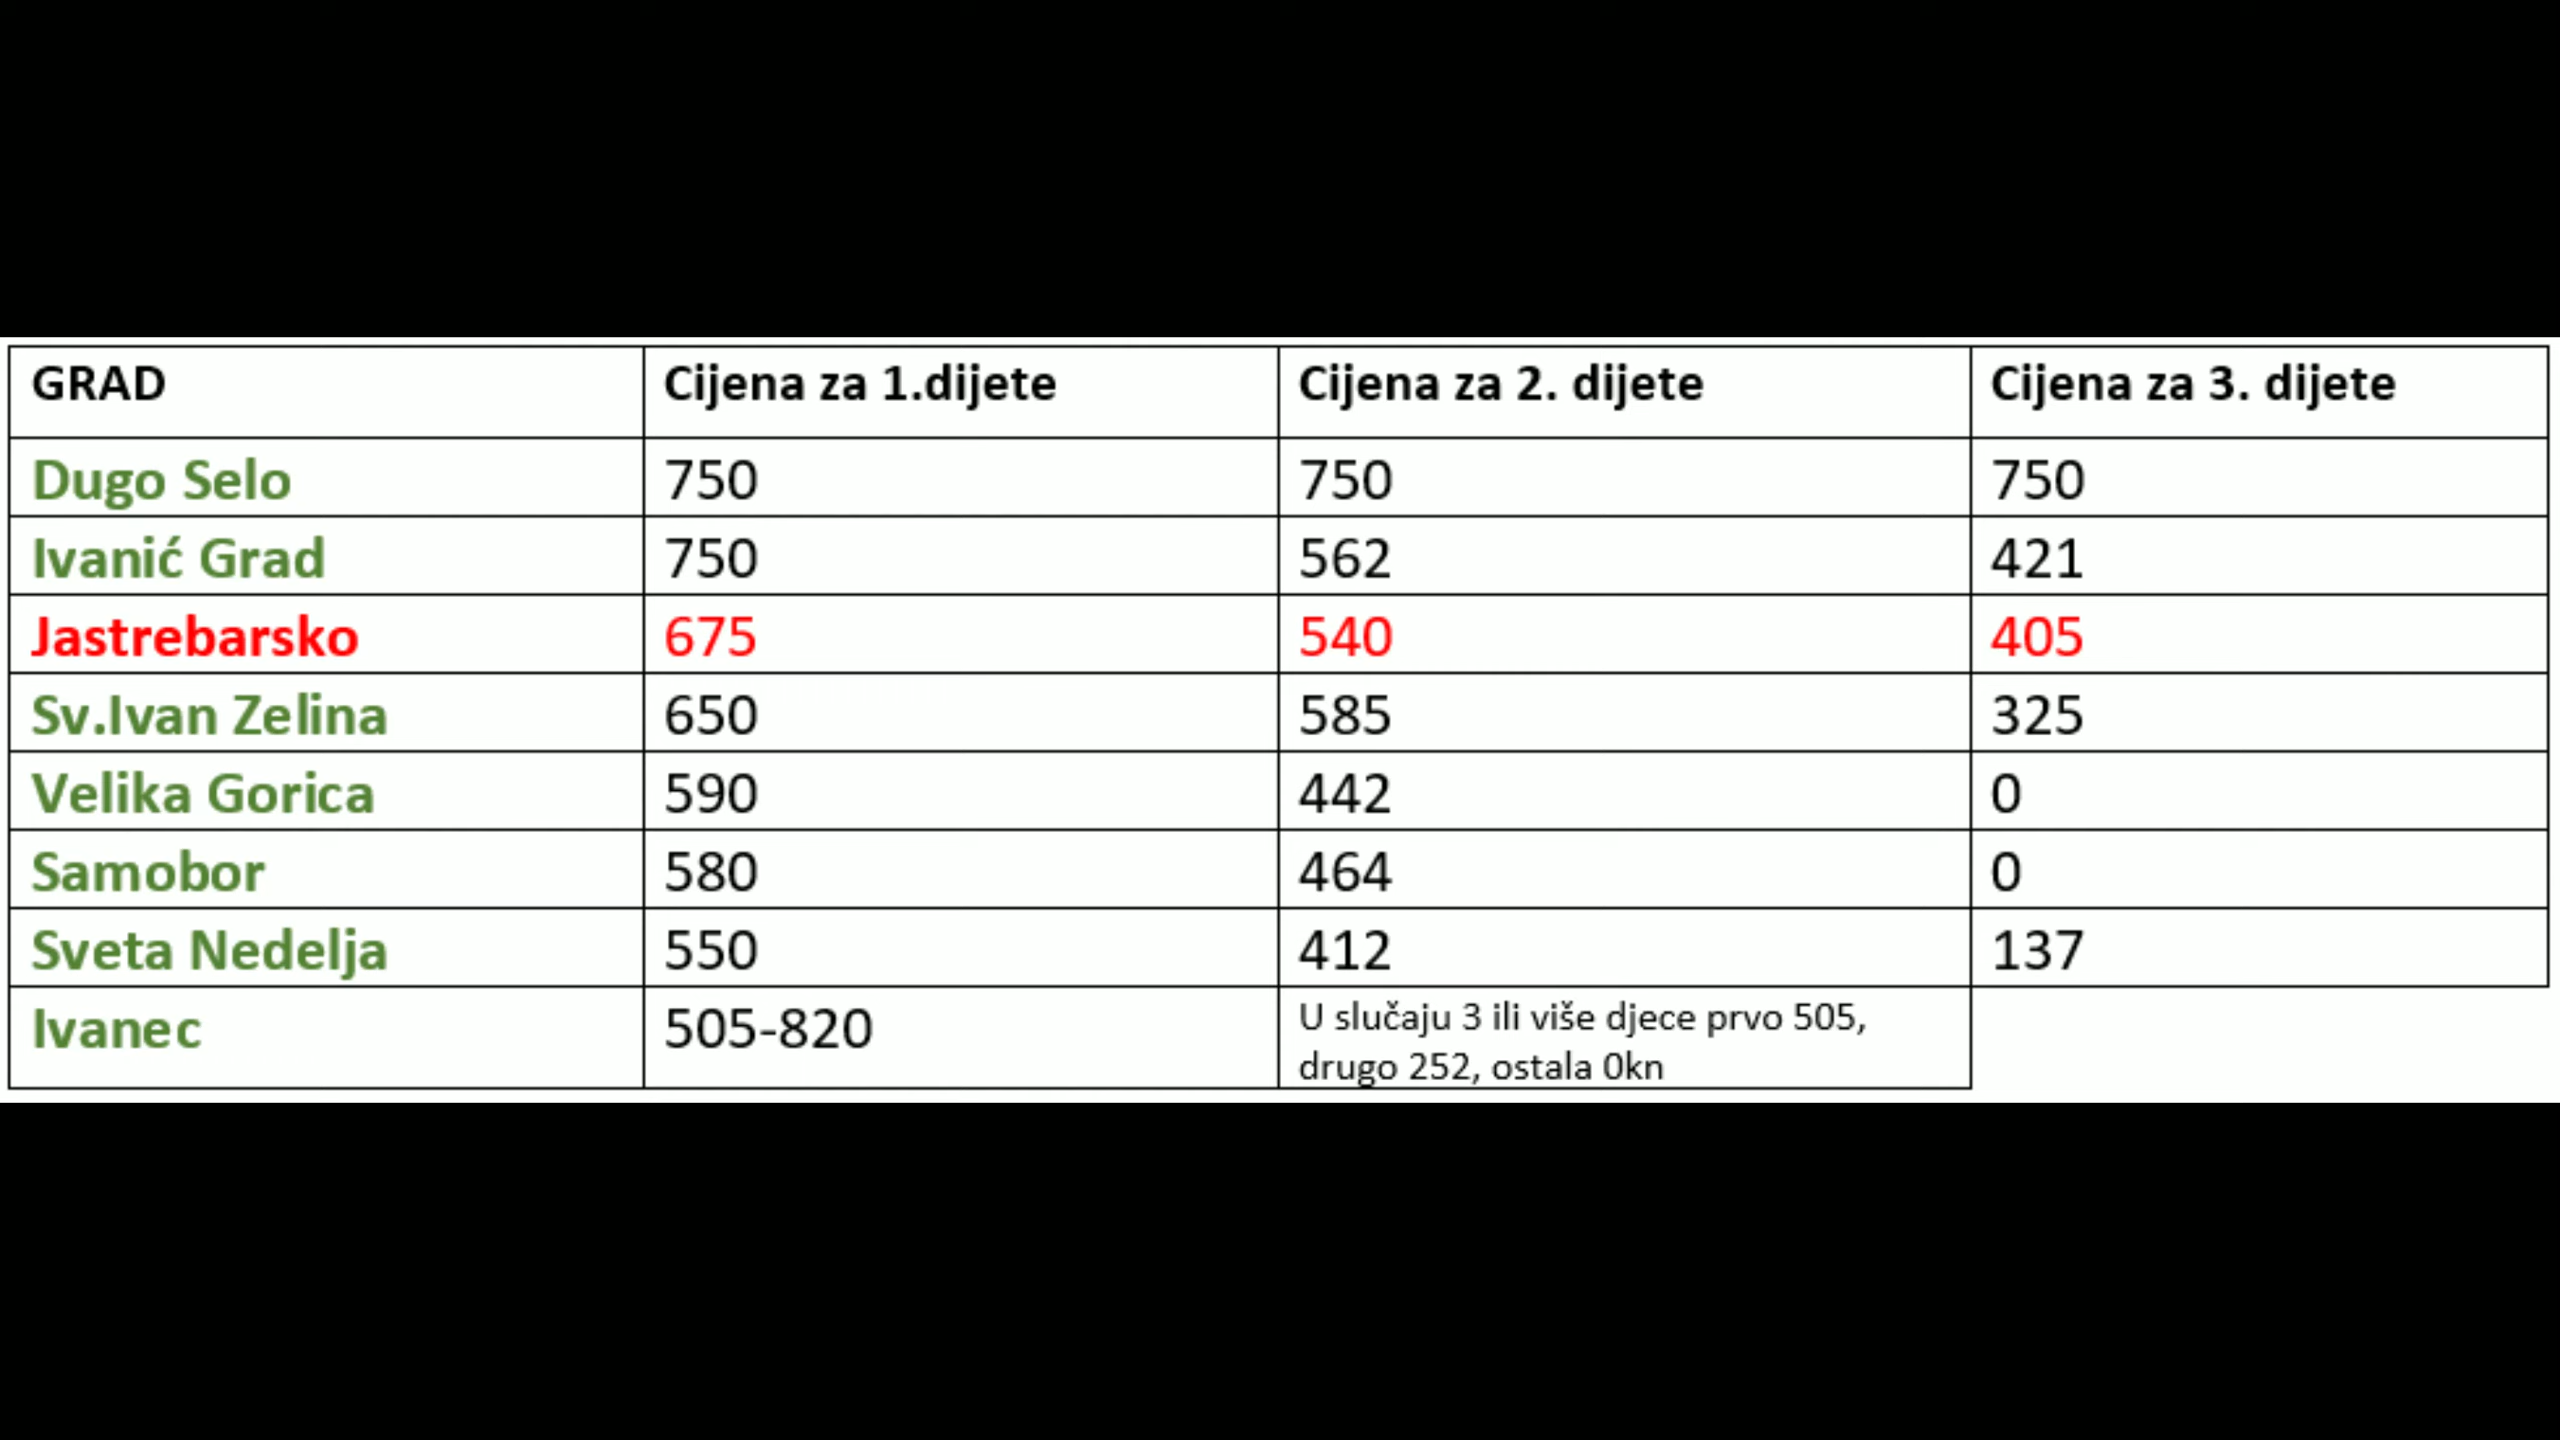 GRAD Cijena za 1.dijete Cijena za 2. dijete Cijena za 3. dijete
Dugo Selo 750 750 750
Ivanić Grad 750 562 421
Jastrebarsko 675 540 405
Sv.Ivan Zelina 650 585 325
Velika Gorica 590 442 0
Samobor 580 464 0
Sveta Nedelja 550 412 137
Ivanec 505-820 U slučaju 3 ili više djece prvo 505,
drugo 252, ostala 0kn